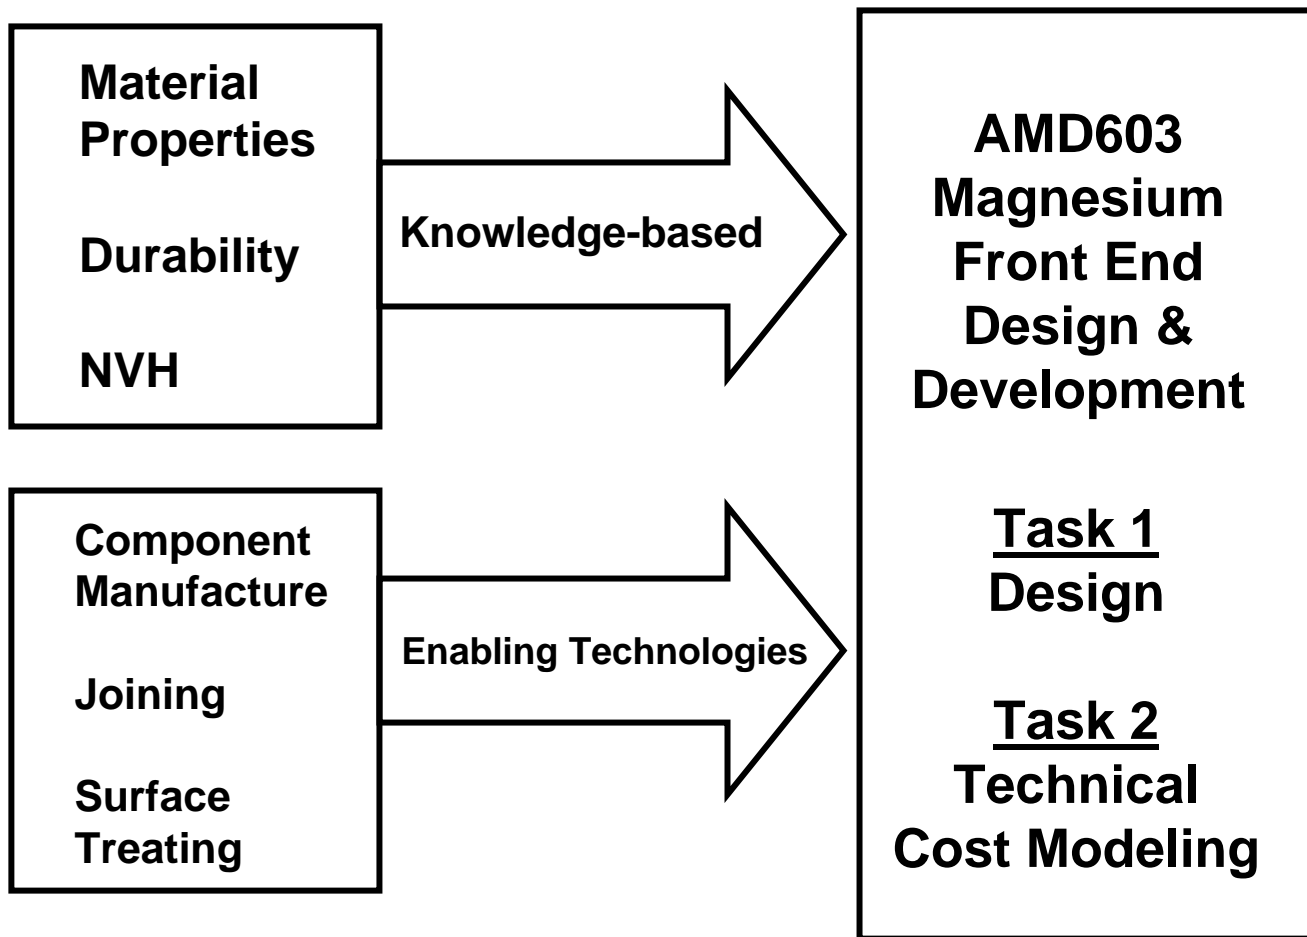 Material
Properties
Durability
NVH
Knowledge-based
Component
Manufacture
Joining
Surface
Treating
Enabling Technologies
AMD603
Magnesium
Front End
Design &
Development
Task 1
Design
Task 2
Technical
Cost Modeling